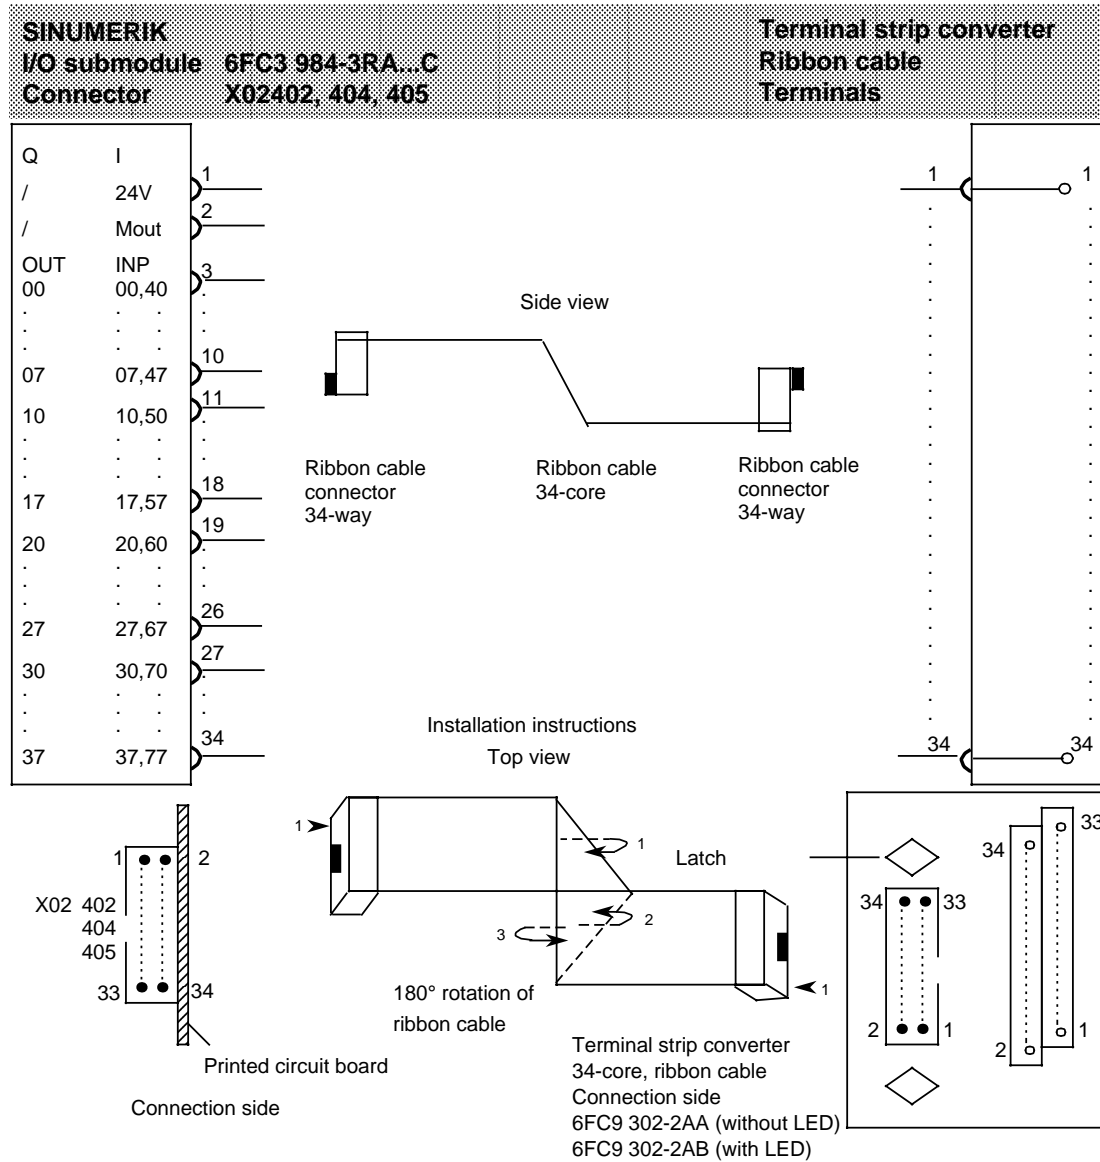 SINUMERIK
I/O submodule 6FC3 984-3RA...C
Connector X02402, 404, 405
Terminal strip converter
Ribbon cable
Terminals
Q I
/ 24V 1
/ Mout 2
OUT INP
00 00,40 3
. . .
. . .
07 07,47 10
10 10,50 11
. . .
. . .
17 17,57 18
20 20,60 19
. . .
. . .
27 27,67 26
30 30,70 27
. . .
. . .
37 37,77 34
1 1
34 34
Side view
Ribbon cable
connector
34-way
Ribbon cable
34-core
Ribbon cable
connector
34-way
Installation instructions
Top view
1
1
2
3
1
Latch
180° rotation of
ribbon cable
1 2
X02 402
404
405
33 34
Printed circuit board
Connection side
Terminal strip converter
34-core, ribbon cable
Connection side
6FC9 302-2AA (without LED)
6FC9 302-2AB (with LED)
34 33
34 33
2 1
2 1